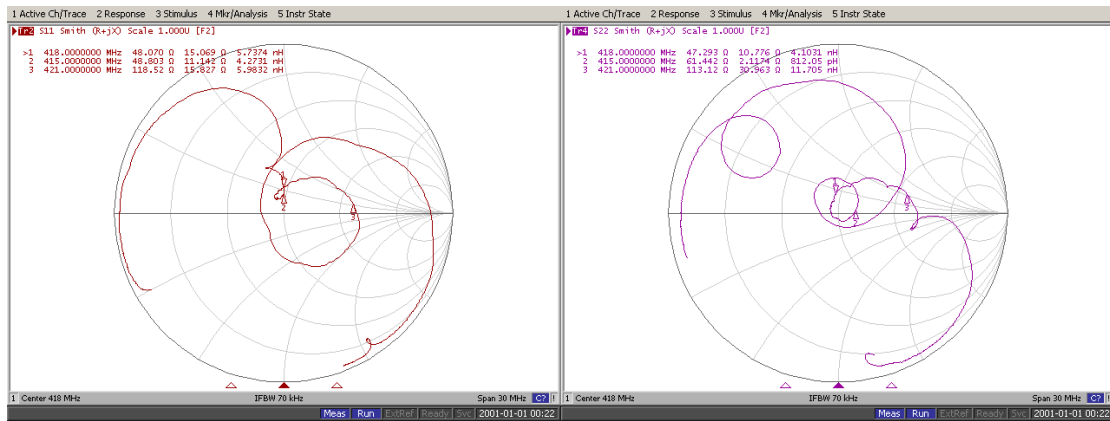 1 Active Ch/Trace 2 Response 3 Stimulus 4 Mkr/Analysis 5 Instr State
Tr2 S11 Smith (R+jX) Scale 1.000U [F2]
>1 418.0000000 MHz 48.070 Ω 15.069 Ω 5.7374 nH
2 415.0000000 MHz 48.803 Ω 11.142 Ω 4.2731 nH
3 421.0000000 MHz 118.52 Ω 15.827 Ω 5.9832 nH
1
2
3
1 Center 418 MHz IFBW 70 kHz Span 30 MHz C? !
Meas Run ExtRef Ready Svc 2001-01-01 00:22
1 Active Ch/Trace 2 Response 3 Stimulus 4 Mkr/Analysis 5 Instr State
Tr4 S22 Smith (R+jX) Scale 1.000U [F2]
>1 418.0000000 MHz 47.293 Ω 10.776 Ω 4.1031 nH
2 415.0000000 MHz 61.442 Ω 2.1174 Ω 812.05 pH
3 421.0000000 MHz 113.12 Ω 30.963 Ω 11.705 nH
1
2
3
1 Center 418 MHz IFBW 70 kHz Span 30 MHz C? !
Meas Run ExtRef Ready Svc 2001-01-01 00:22